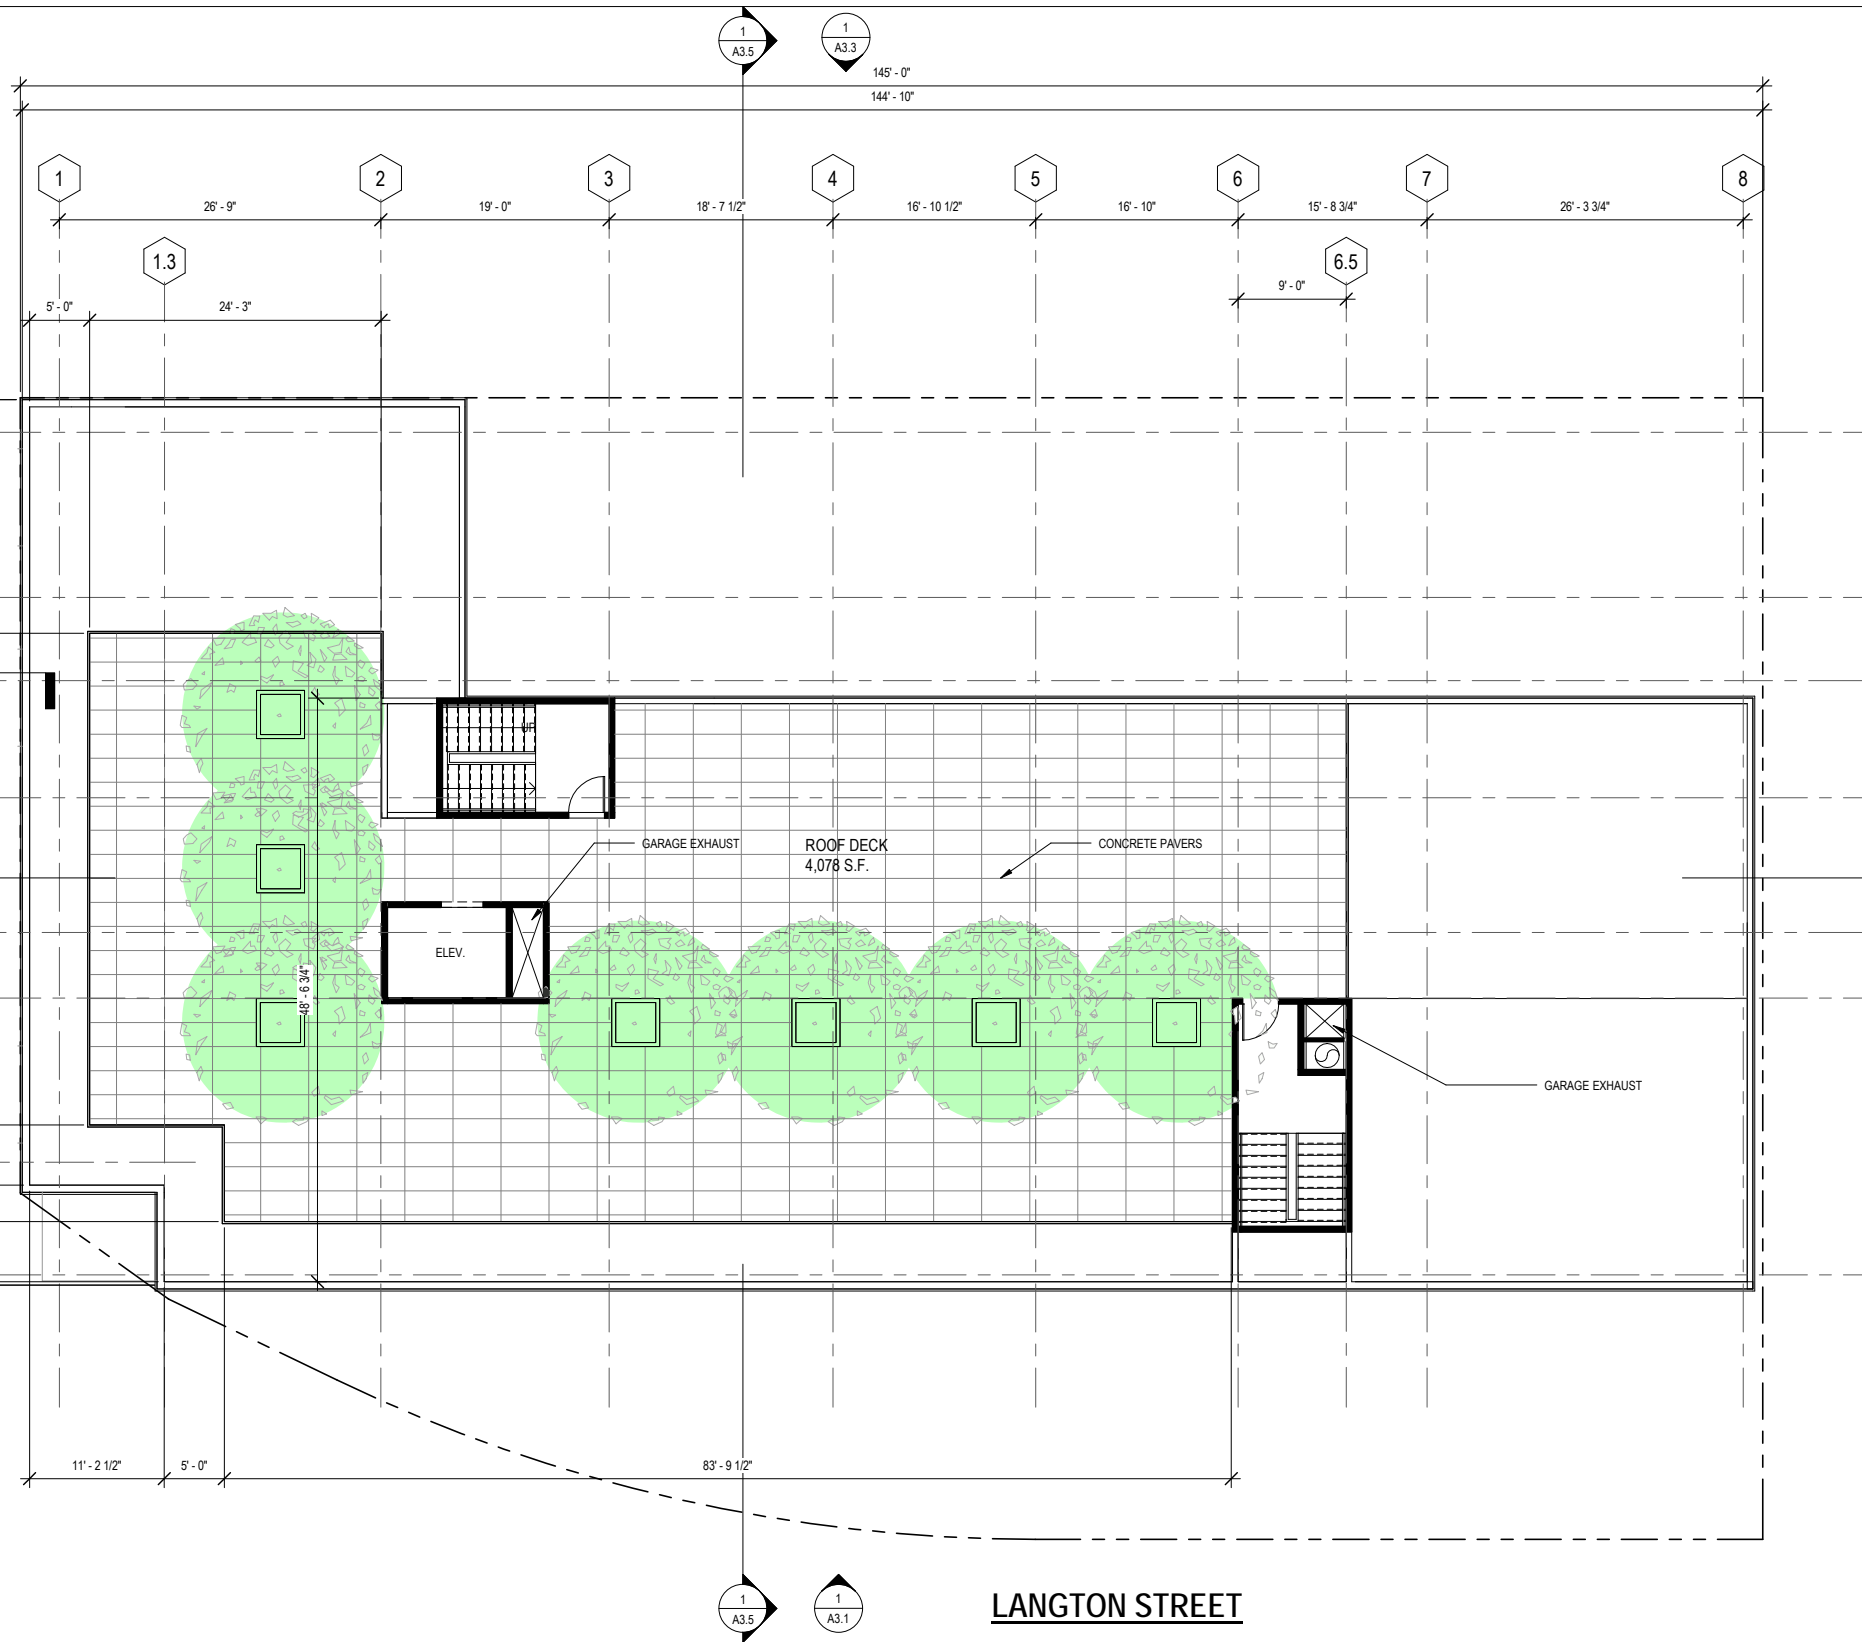 1
A3.5
1
A3.3
145' - 0"
144' - 10"
1
2
3
4
5
6
7
8
26' - 9"
19' - 0"
18' - 7 1/2"
16' - 10 1/2"
16' - 10"
15' - 8 3/4"
26' - 3 3/4"
1.3
6.5
9' - 0"
5' - 0"
24' - 3"
UP
GARAGE EXHAUST
ROOF DECK
4,078 S.F.
CONCRETE PAVERS
ELEV.
48' - 6 3/4"
GARAGE EXHAUST
11' - 2 1/2"
5' - 0"
83' - 9 1/2"
1
A3.5
1
A3.1
LANGTON STREET